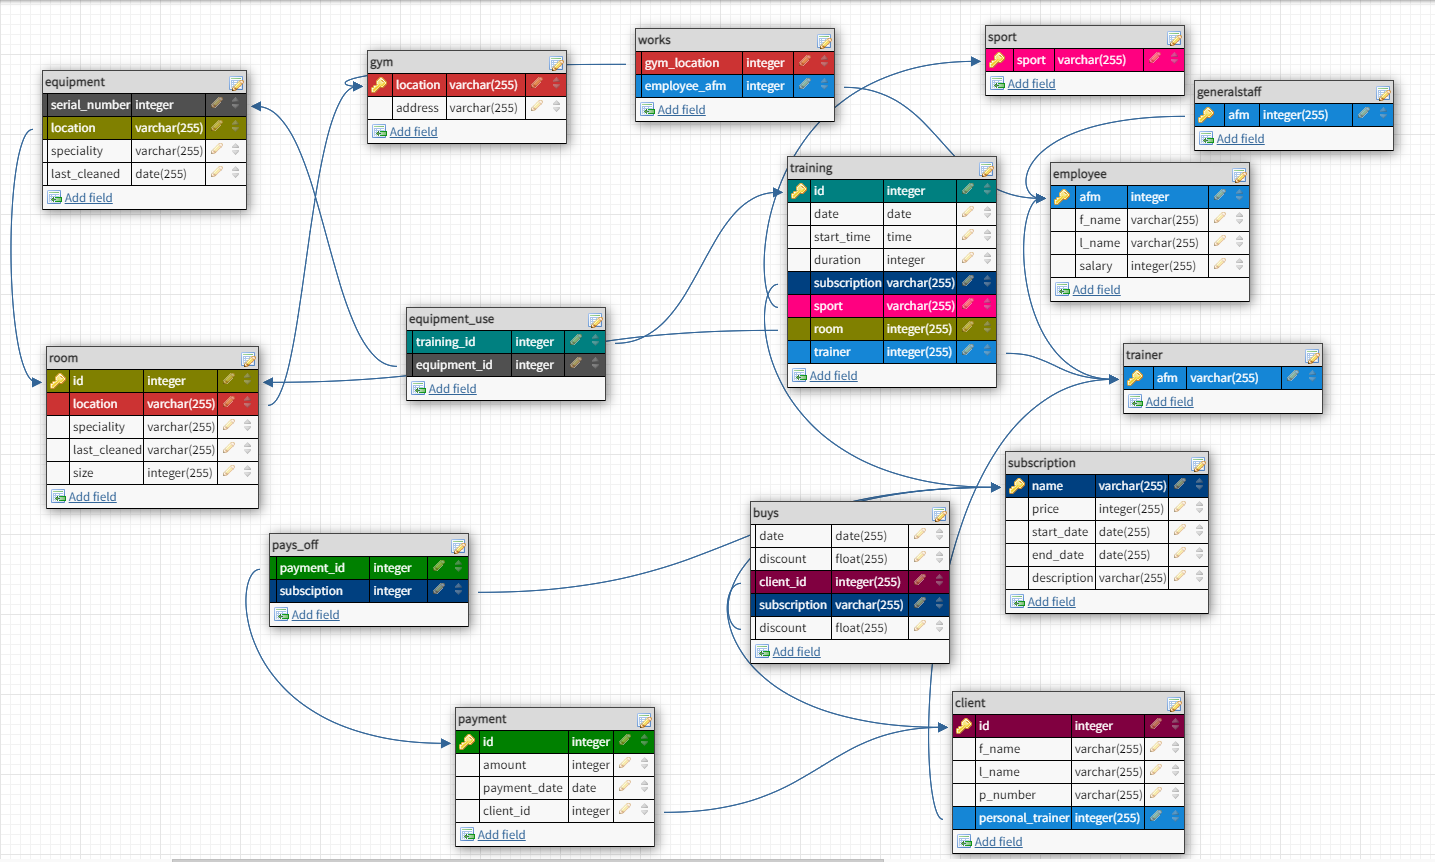 equipment
serial_number integer
location varchar(255)
speciality varchar(255)
last_cleaned date(255)
Add field
gym
location varchar(255)
address varchar(255)
Add field
works
gym_location integer
employee_afm integer
Add field
sport
sport varchar(255)
Add field
generalstaff
afm integer(255)
Add field
training
id integer
date date
start_time time
duration integer
subscription varchar(255)
sport varchar(255)
room integer(255)
trainer integer(255)
Add field
employee
afm integer
f_name varchar(255)
l_name varchar(255)
salary integer(255)
Add field
equipment_use
training_id integer
equipment_id integer
Add field
room
id integer
location varchar(255)
speciality varchar(255)
last_cleaned varchar(255)
size integer(255)
Add field
trainer
afm varchar(255)
Add field
subscription
name varchar(255)
price integer(255)
start_date date(255)
end_date date(255)
description varchar(255)
Add field
buys
date date(255)
discount float(255)
client_id integer(255)
subscription varchar(255)
discount float(255)
Add field
pays_off
payment_id integer
subsciption integer
Add field
payment
id integer
amount integer
payment_date date
client_id integer
Add field
client
id integer
f_name varchar(255)
l_name varchar(255)
p_number varchar(255)
personal_trainer integer(255)
Add field